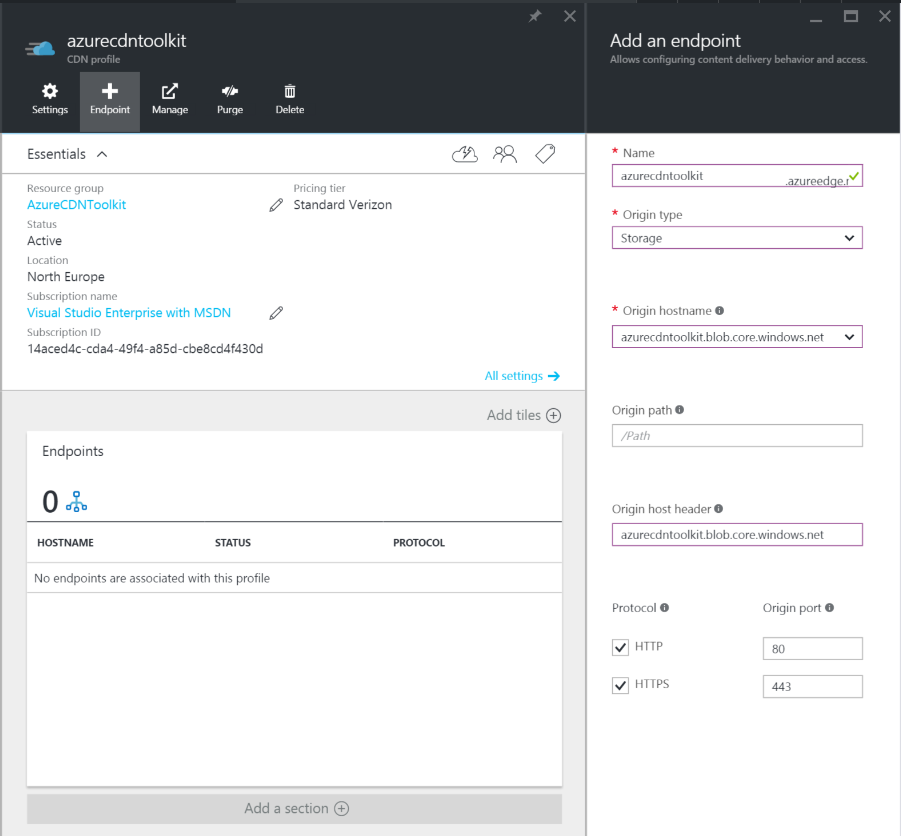 azurecdntoolkit
CDN profile
Settings
Endpoint
Manage
Purge
Delete
Essentials
Resource group
AzureCDNToolkit
Pricing tier
Standard Verizon
Status
Active
Location
North Europe
Subscription name
Visual Studio Enterprise with MSDN
Subscription ID
14aced4c-cda4-49f4-a85d-cbe8cd4f430d
All settings
Add tiles
Endpoints
0
HOSTNAME STATUS PROTOCOL
No endpoints are associated with this profile
Add a section
Add an endpoint
Allows configuring content delivery behavior and access.
* Name
azurecdntoolkit .azureedge.
* Origin type
Storage
* Origin hostname
azurecdntoolkit.blob.core.windows.net
Origin path
/Path
Origin host header
azurecdntoolkit.blob.core.windows.net
Protocol Origin port
HTTP 80
HTTPS 443